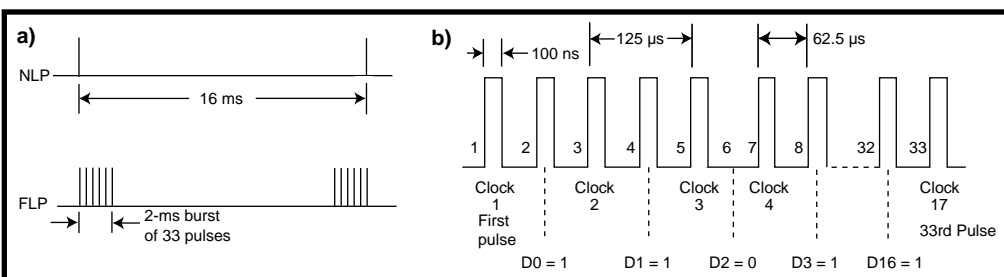 a)
NLP
16 ms
FLP
2-ms burst
of 33 pulses
b)
100 ns
125 µs
62.5 µs
1 2 3 4 5 6 7 8 32 33
Clock
1
First
pulse
Clock
2
Clock
3
Clock
4
Clock
17
33rd Pulse
D0 = 1 D1 = 1 D2 = 0 D3 = 1 D16 = 1